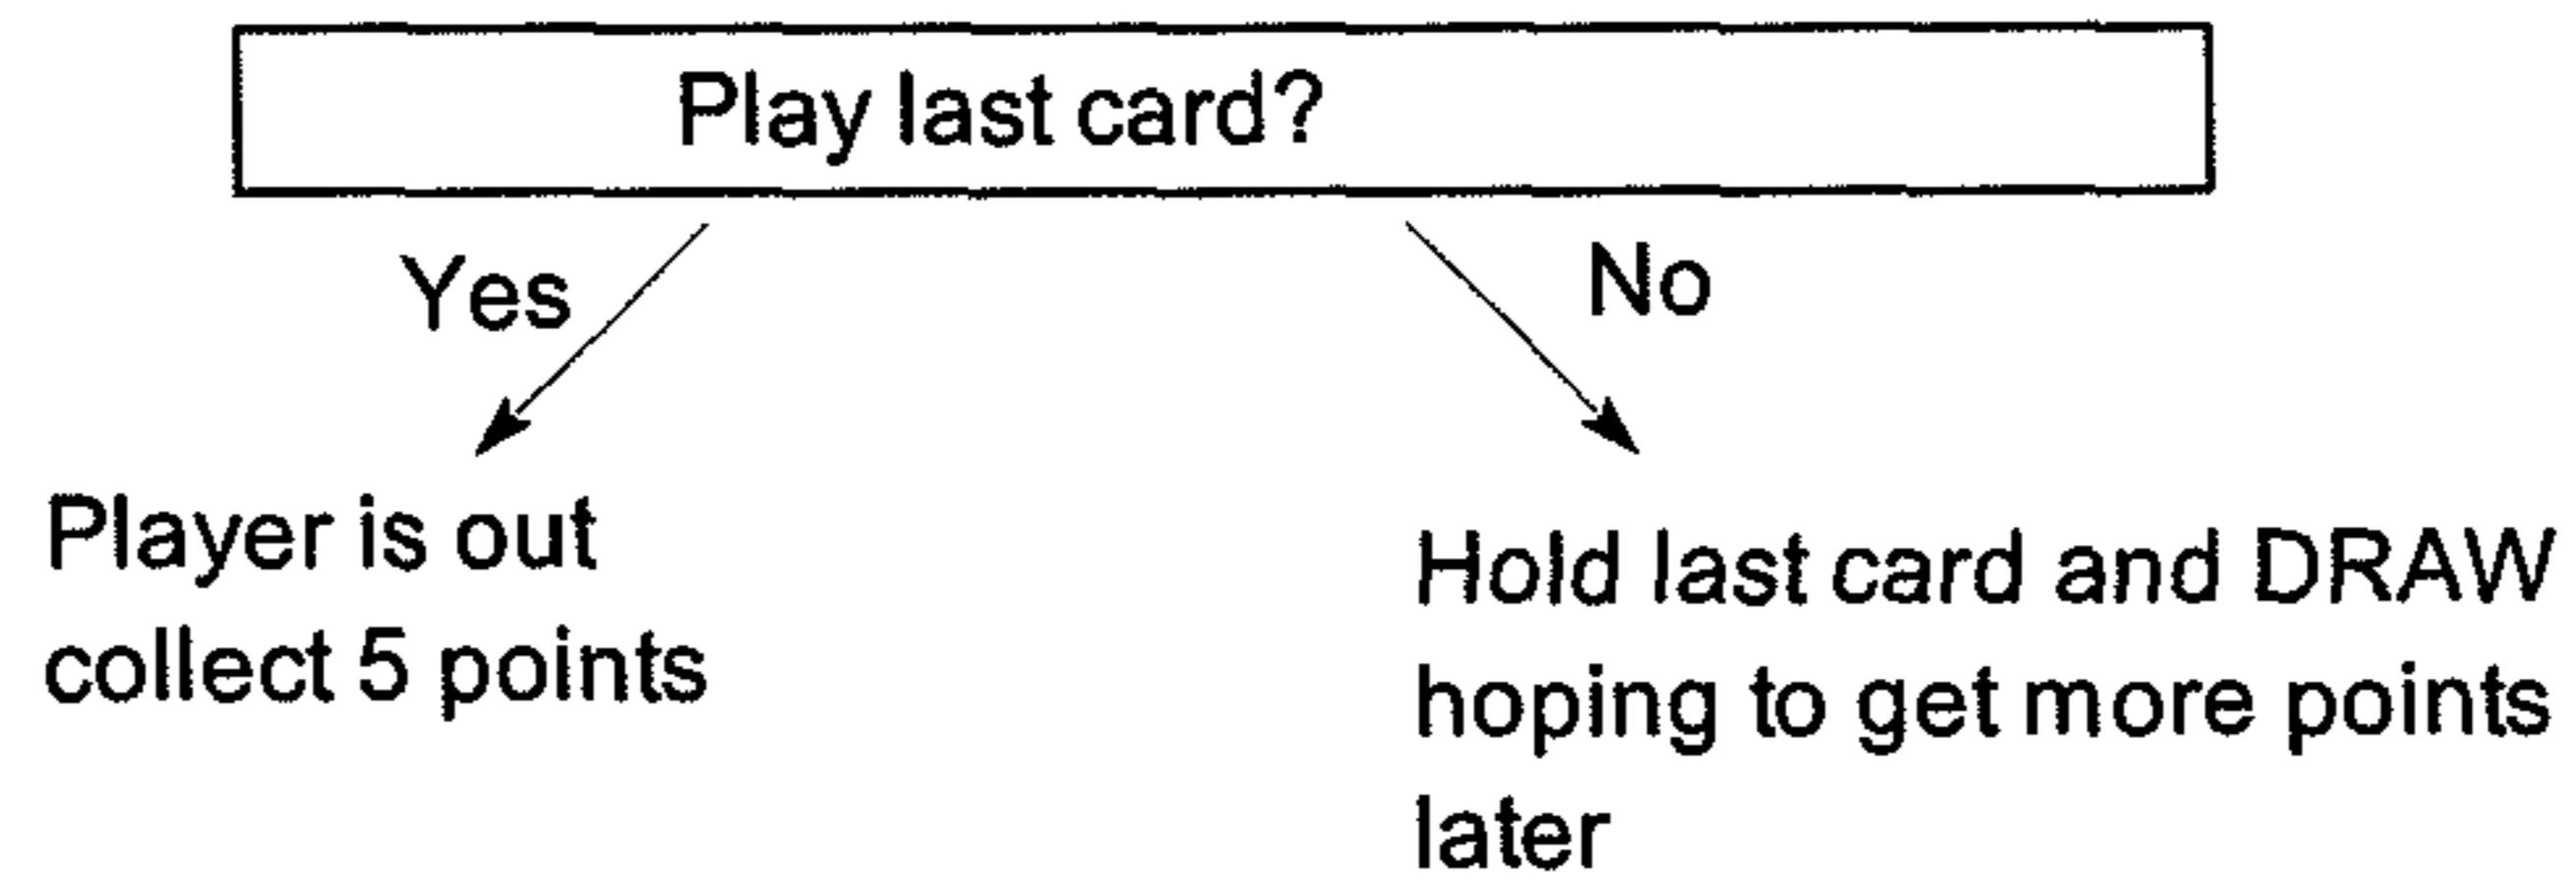 Play last card?
Yes
No
Player is out
collect 5 points
Hold last card and DRAW
hoping to get more points
later